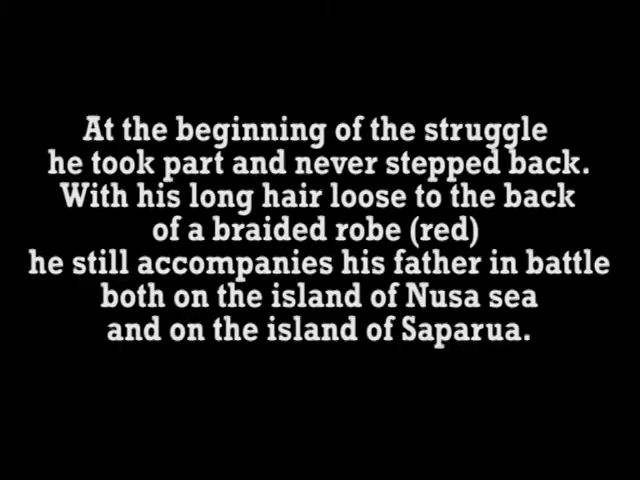 At the beginning of the struggle
he took part and never stepped back.
With his long hair loose to the back
of a braided robe (red)
he still accompanies his father in battle
both on the island of Nusa sea
and on the island of Saparua.